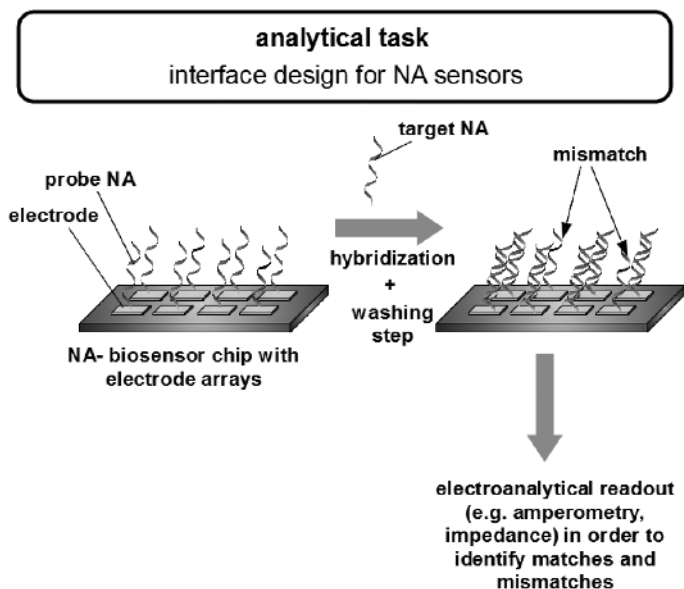 analytical task
interface design for NA sensors
target NA
mismatch
probe NA
electrode
hybridization
+
washing
step
NA- biosensor chip with
electrode arrays
electroanalytical readout
(e.g. amperometry,
impedance) in order to
identify matches and
mismatches